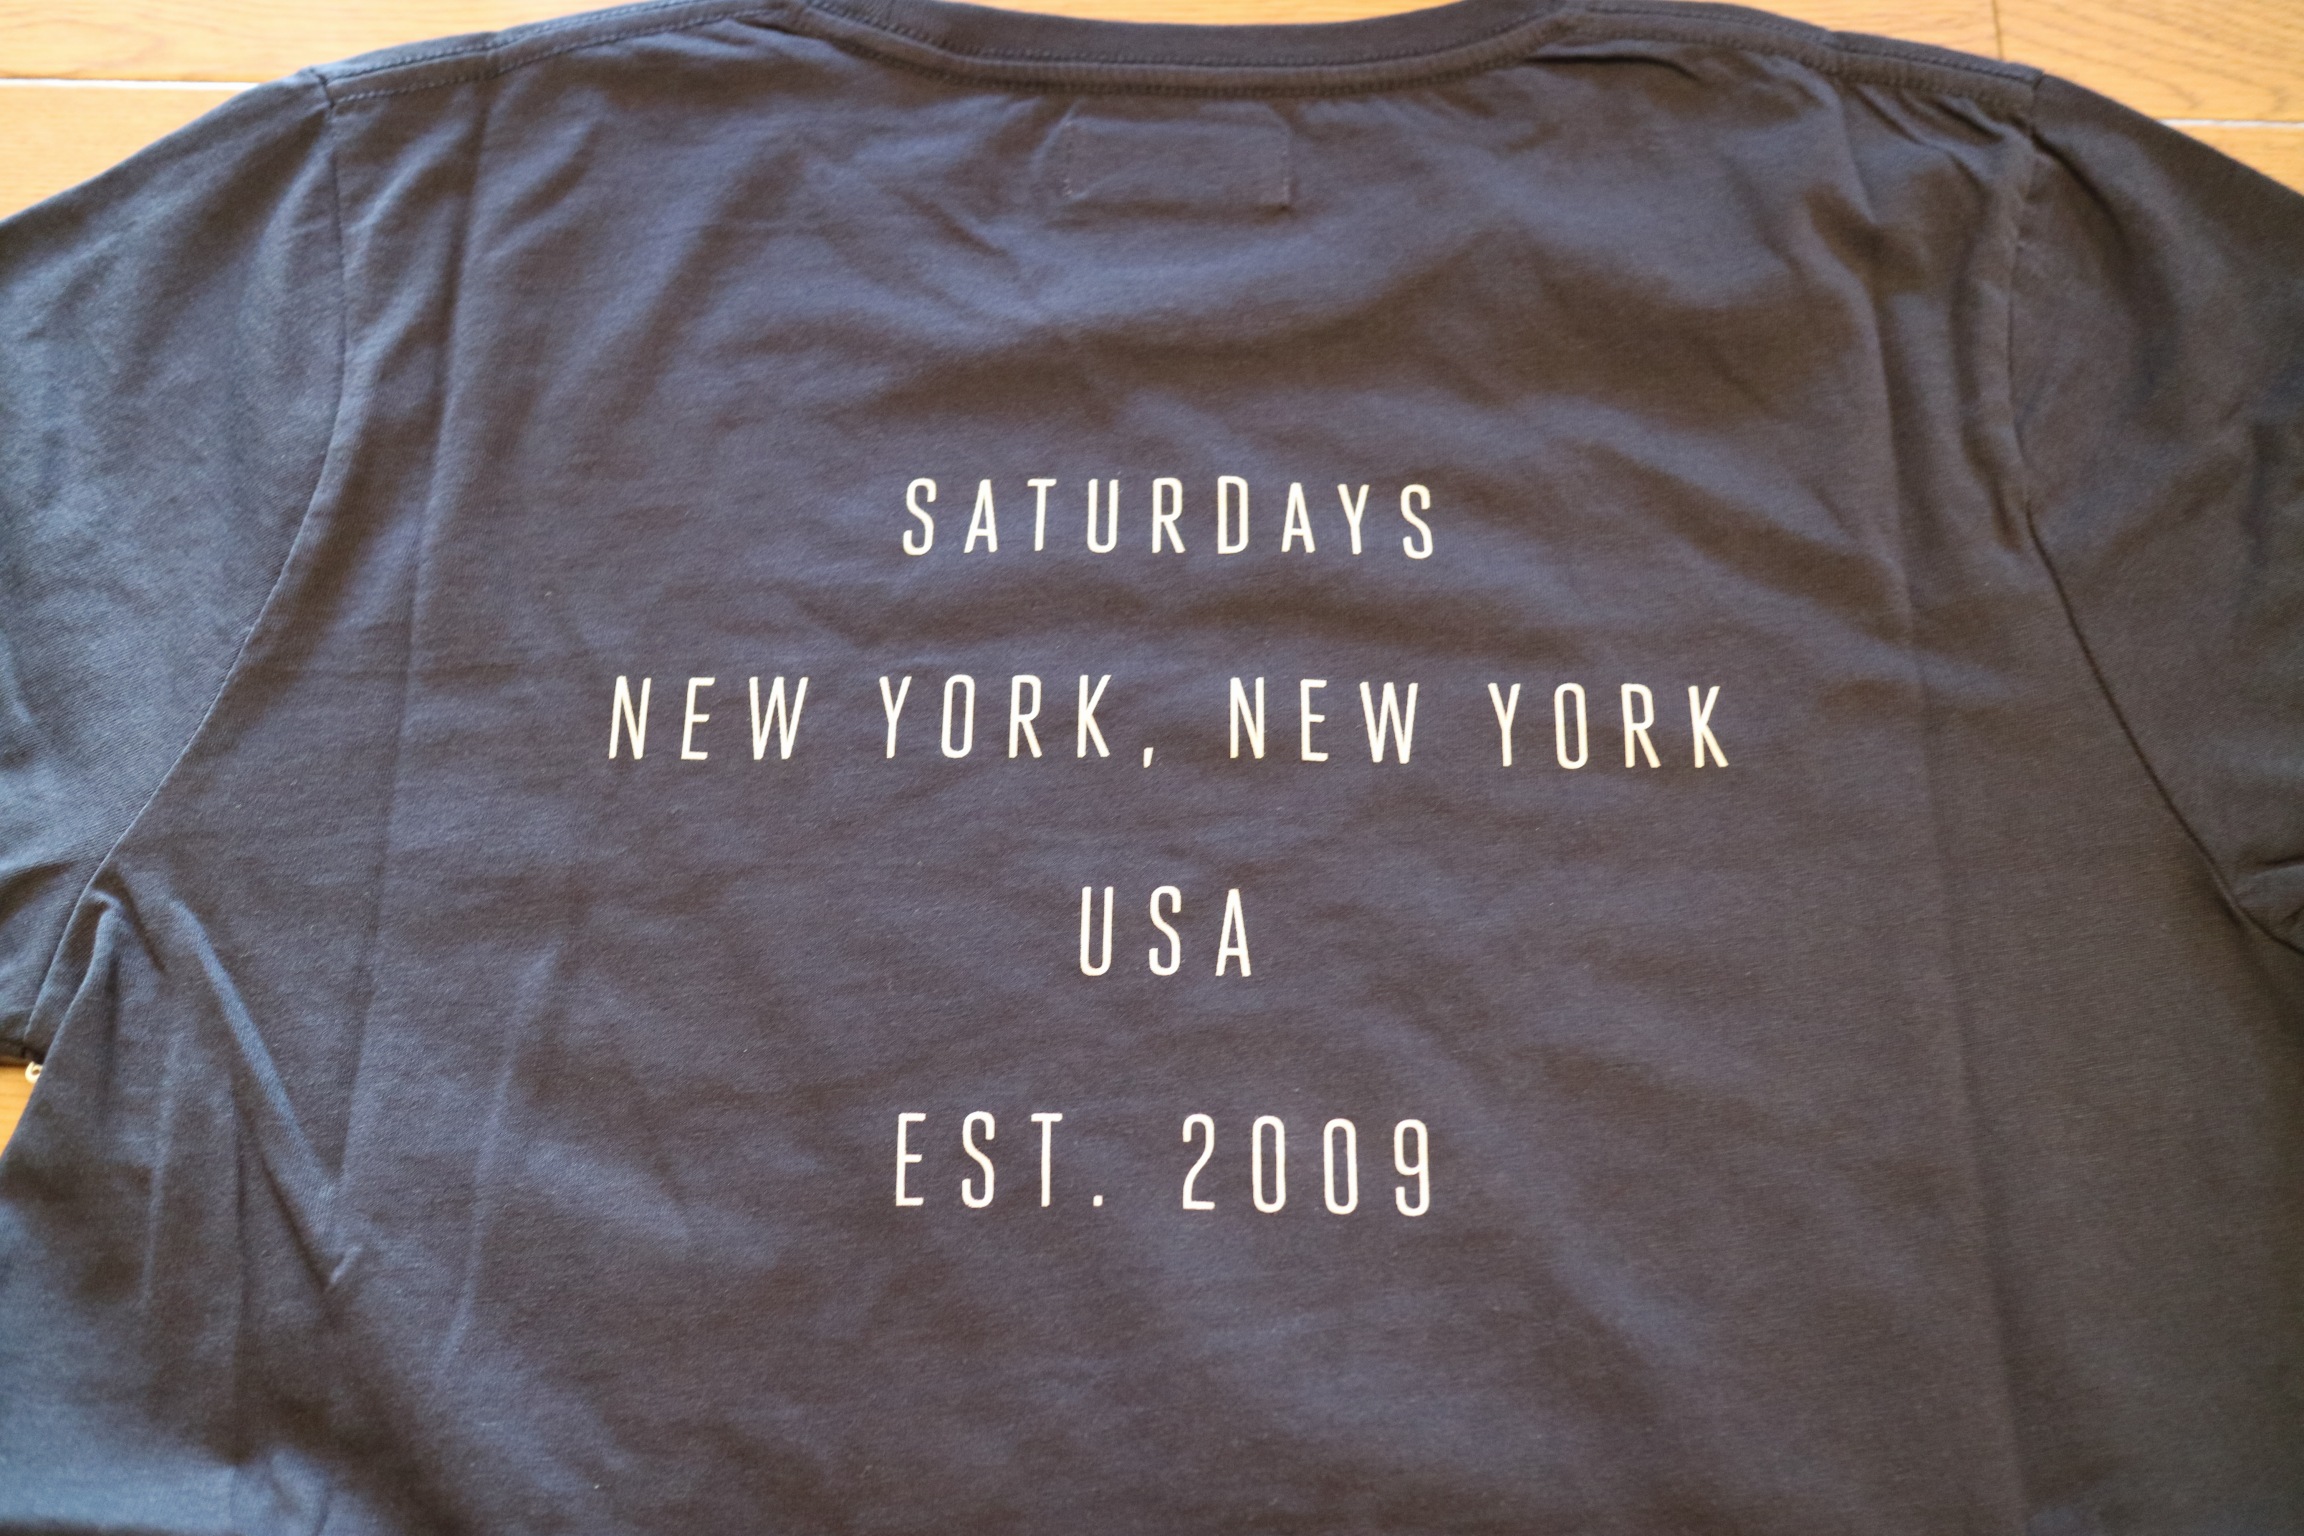 SATURDAYS
NEW YORK, NEW YORK
USA
EST. 2009